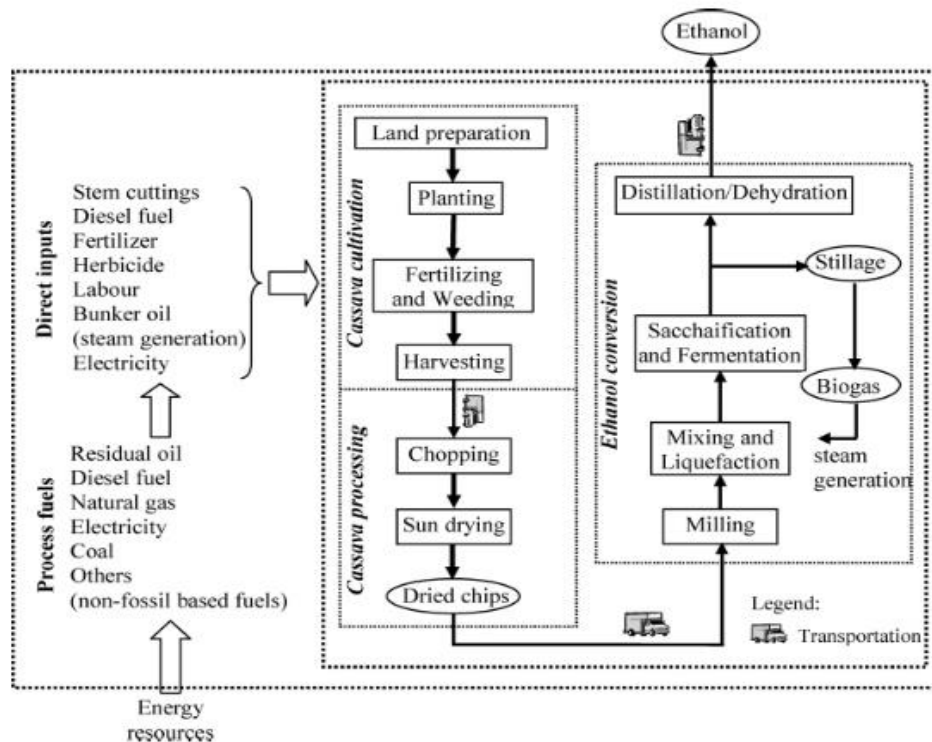 Ethanol
Direct inputs
Stem cuttings
Diesel fuel
Fertilizer
Herbicide
Labour
Bunker oil
(steam generation)
Electricity
Process fuels
Residual oil
Diesel fuel
Natural gas
Electricity
Coal
Others
(non-fossil based fuels)
Energy
resources
Cassava cultivation
Land preparation
Planting
Fertilizing
and Weeding
Harvesting
Cassava processing
Chopping
Sun drying
Dried chips
Ethanol conversion
Distillation/Dehydration
Stillage
Sacchaification
and Fermentation
Biogas
Mixing and
Liquefaction
steam
generation
Milling
Legend:
Transportation